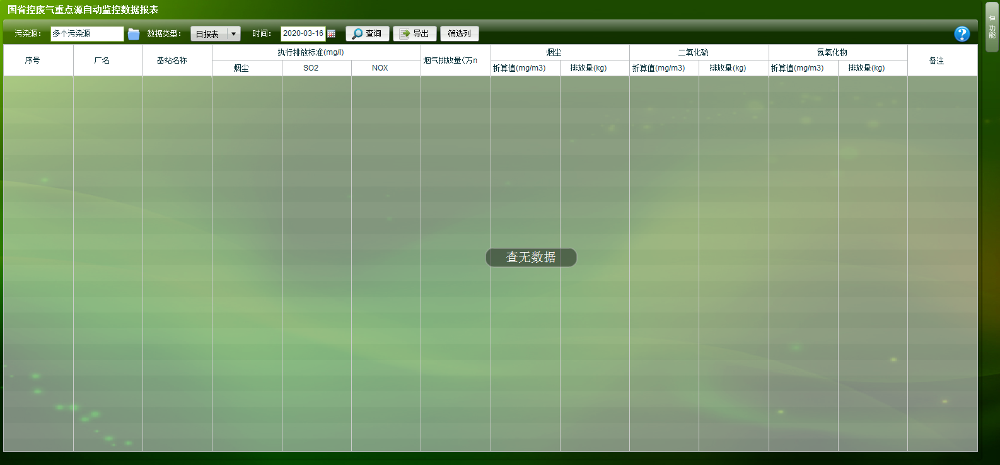 国省控废气重点源自动监控数据报表
污染源： 多个污染源 数据类型： 日报表 时间： 2020-03-16 查询 导出 筛选列
功能
序号 厂名 基站名称 执行排放标准(mg/l) 烟气排放量(万m 烟尘 二氧化硫 氮氧化物 备注
烟尘 SO2 NOX 折算值(mg/m3) 排放量(kg) 折算值(mg/m3) 排放量(kg) 折算值(mg/m3) 排放量(kg)
查无数据